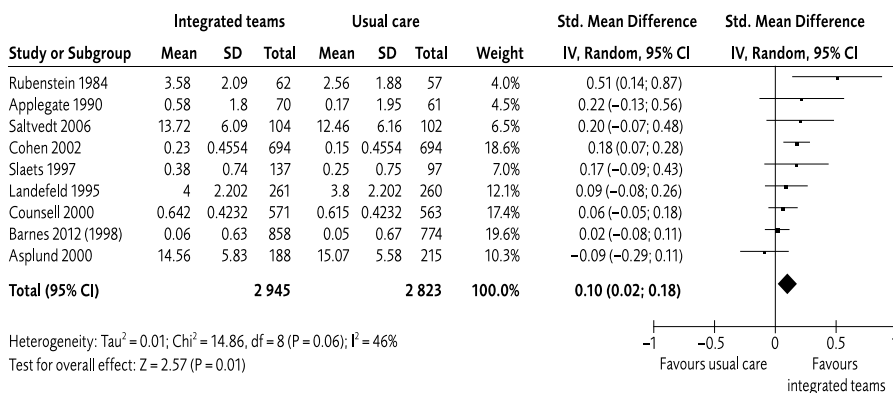 Integrated teams Usual care Std. Mean Difference Std. Mean Difference
Study or Subgroup Mean SD Total Mean SD Total Weight IV, Random, 95% CI IV, Random, 95% CI
Rubenstein 1984 3.58 2.09 62 2.56 1.88 57 4.0% 0.51 (0.14; 0.87)
Applegate 1990 0.58 1.8 70 0.17 1.95 61 4.5% 0.22 (−0.13; 0.56)
Saltvedt 2006 13.72 6.09 104 12.46 6.16 102 6.5% 0.20 (−0.07; 0.48)
Cohen 2002 0.23 0.4554 694 0.15 0.4554 694 18.6% 0.18 (0.07; 0.28)
Slaets 1997 0.38 0.74 137 0.25 0.75 97 7.0% 0.17 (−0.09; 0.43)
Landefeld 1995 4 2.202 261 3.8 2.202 260 12.1% 0.09 (−0.08; 0.26)
Counsell 2000 0.642 0.4232 571 0.615 0.4232 563 17.4% 0.06 (−0.05; 0.18)
Barnes 2012 (1998) 0.06 0.63 858 0.05 0.67 774 19.6% 0.02 (−0.08; 0.11)
Asplund 2000 14.56 5.83 188 15.07 5.58 215 10.3% −0.09 (−0.29; 0.11)
Total (95% CI) 2 945 2 823 100.0% 0.10 (0.02; 0.18)
Heterogeneity: Tau² = 0.01; Chi² = 14.86, df = 8 (P = 0.06); I² = 46%
Test for overall effect: Z = 2.57 (P = 0.01)
−1 −0.5 0 0.5 1
Favours usual care Favours
integrated teams